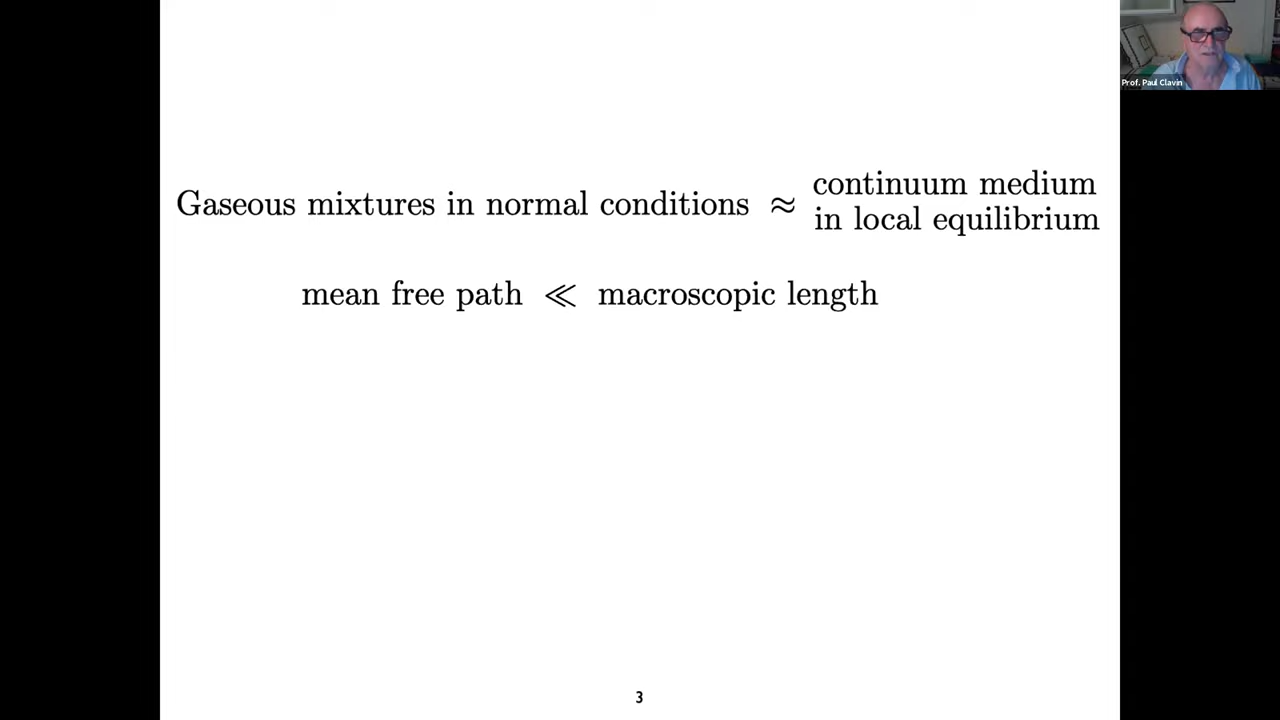 Prof. Paul Clavin
Gaseous mixtures in normal conditions ≈ continuum medium
in local equilibrium
mean free path ≪ macroscopic length
3